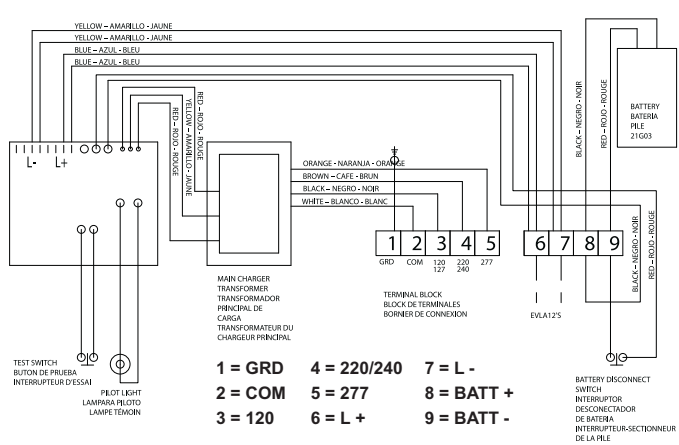 YELLOW – AMARILLO - JAUNE
YELLOW – AMARILLO - JAUNE
BLUE – AZUL - BLEU
BLUE – AZUL - BLEU
RED – ROJO - ROUGE
YELLOW – AMARILLO - JAUNE
RED – ROJO - ROUGE
BLACK – NEGRO - NOIR
RED – ROJO - ROUGE
BATTERY
BATERIA
PILE
21G03
L-
L+
ORANGE - NARANJA - ORANGE
BROWN – CAFE - BRUN
BLACK – NEGRO - NOIR
WHITE – BLANCO - BLANC
BLACK – NEGRO - NOIR
RED – ROJO - ROUGE
1 2 3 4 5
GRD COM 120 220 277
127 240
6 7 8 9
EVLA12'S
MAIN CHARGER
TRANSFORMER
TRANSFORMADOR
PRINCIPAL DE
CARGA
TRANSFORMATEUR DU
CHARGEUR PRINCIPAL
TERMINAL BLOCK
BLOCK DE TERMINALES
BORNIER DE CONNEXION
TEST SWITCH
BUTON DE PRUEBA
INTERRUPTEUR D'ESSAI
PILOT LIGHT
LAMPARA PILOTO
LAMPE TÉMOIN
1 = GRD 4 = 220/240 7 = L -
2 = COM 5 = 277 8 = BATT +
3 = 120 6 = L + 9 = BATT -
BATTERY DISCONNECT
SWITCH
INTERRUPTOR
DESCONECTADOR
DE BATERIA
INTERRUPTEUR-SECTIONNEUR
DE LA PILE